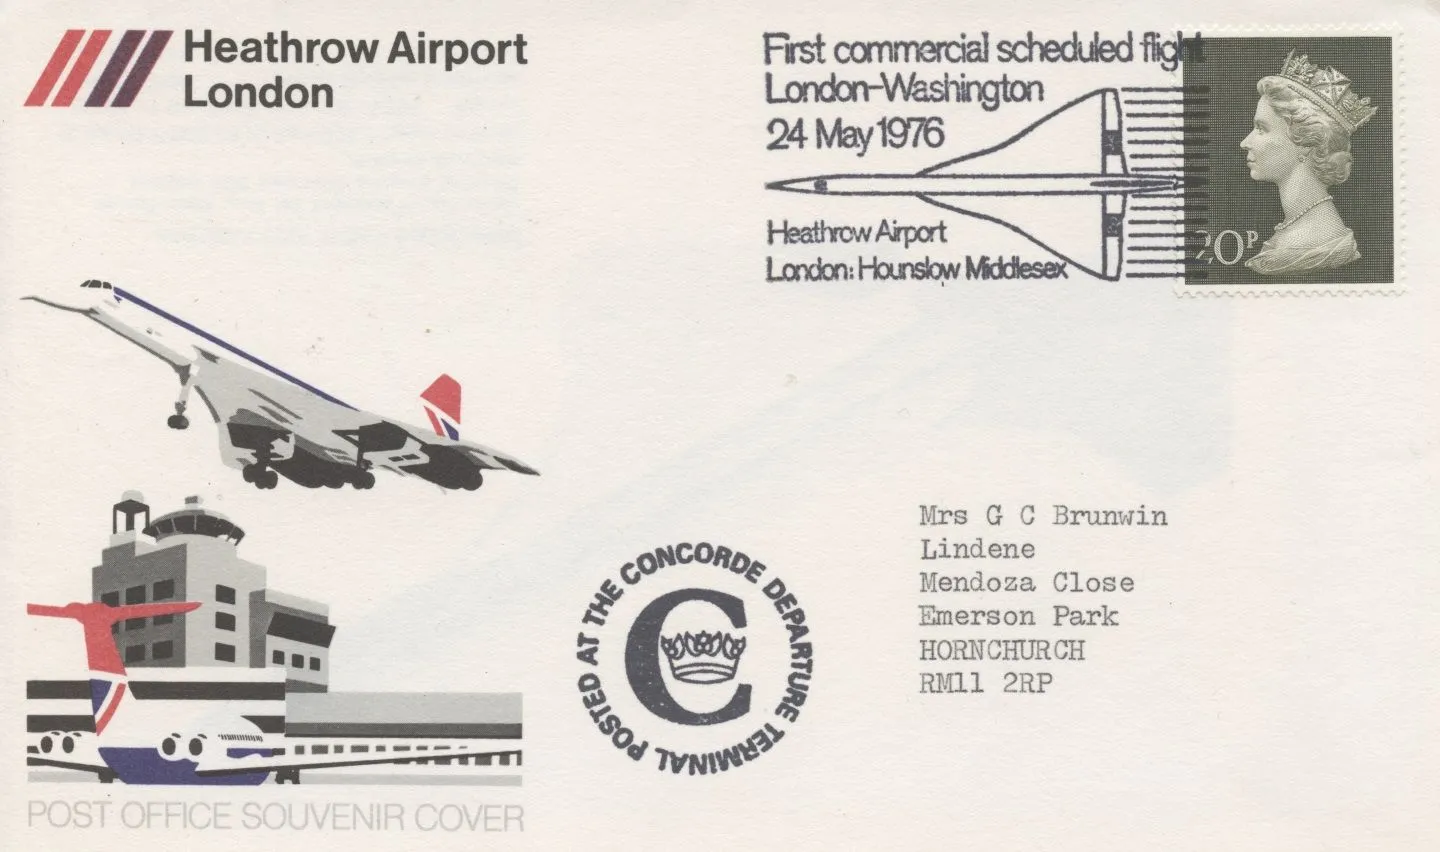 Heathrow Airport
London
First commercial scheduled flight
London-Washington
24 May 1976
Heathrow Airport
London: Hounslow Middlesex
20P
POSTED AT THE CONCORDE DEPARTURE TERMINAL
C
Mrs G C Brunwin
Lindene
Mendoza Close
Emerson Park
HORNCHURCH
RM11 2RP
POST OFFICE SOUVENIR COVER